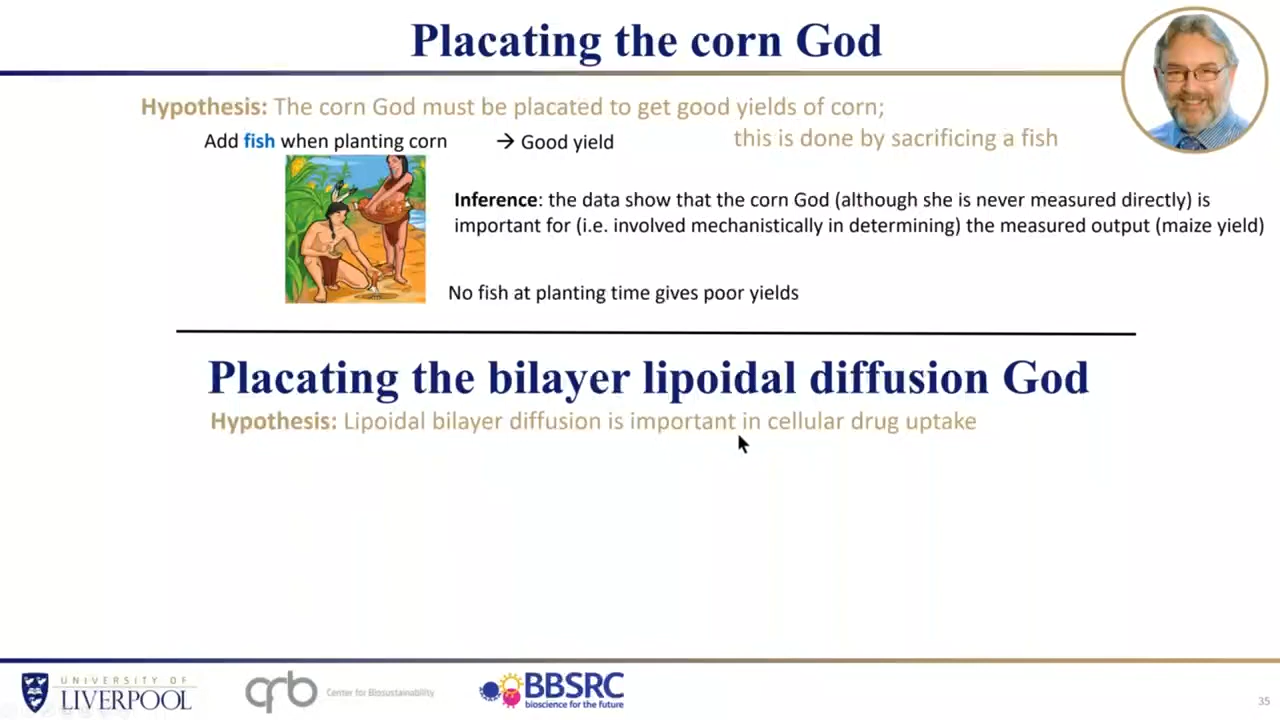 Placating the corn God
Hypothesis: The corn God must be placated to get good yields of corn;
this is done by sacrificing a fish
Add fish when planting corn → Good yield
Inference: the data show that the corn God (although she is never measured directly) is
important for (i.e. involved mechanistically in determining) the measured output (maize yield)
No fish at planting time gives poor yields
Placating the bilayer lipoidal diffusion God
Hypothesis: Lipoidal bilayer diffusion is important in cellular drug uptake
UNIVERSITY OF
LIVERPOOL
Center for Biosustainability
BBSRC
bioscience for the future
35